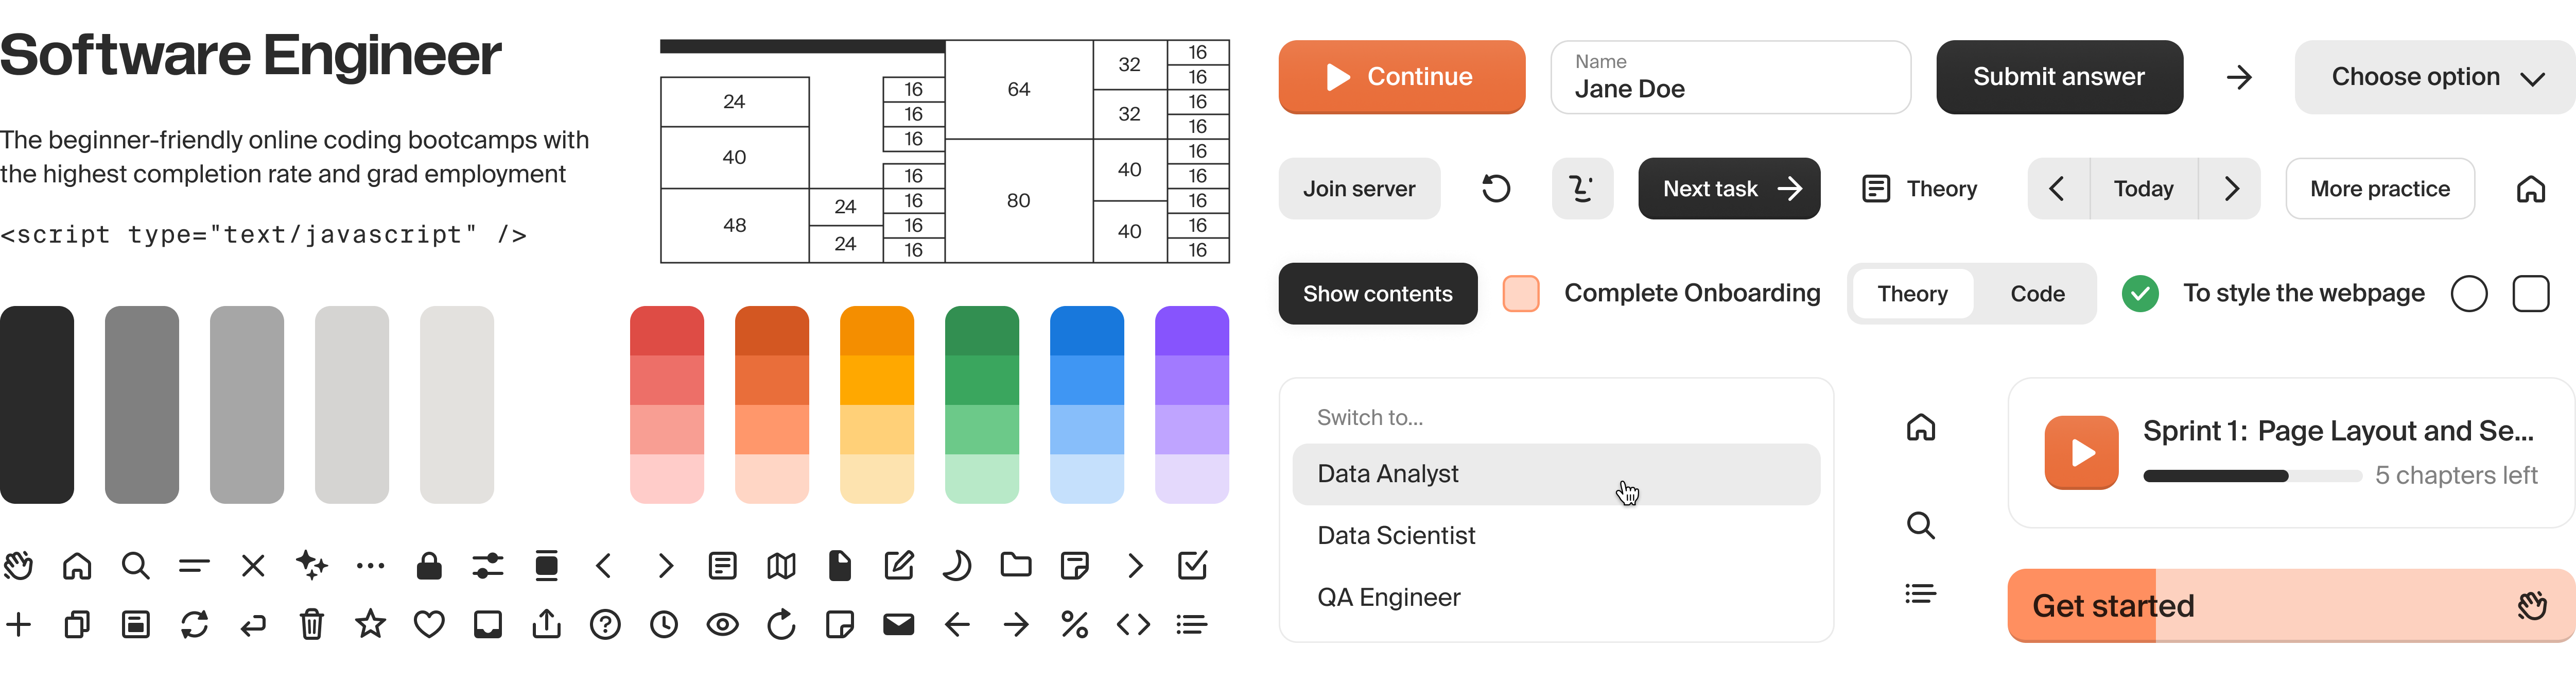 Software Engineer
The beginner-friendly online coding bootcamps with
the highest completion rate and grad employment
<script type="text/javascript" />
24
40
48
24
24
16
16
16
16
16
16
16
64
80
32
32
40
40
16
16
16
16
16
16
16
16
16
Continue
Name
Jane Doe
Submit answer
Choose option
Join server
Next task
Theory
Today
More practice
Show contents
Complete Onboarding
Theory
Code
To style the webpage
Switch to...
Data Analyst
Data Scientist
QA Engineer
Sprint 1: Page Layout and Se...
5 chapters left
Get started